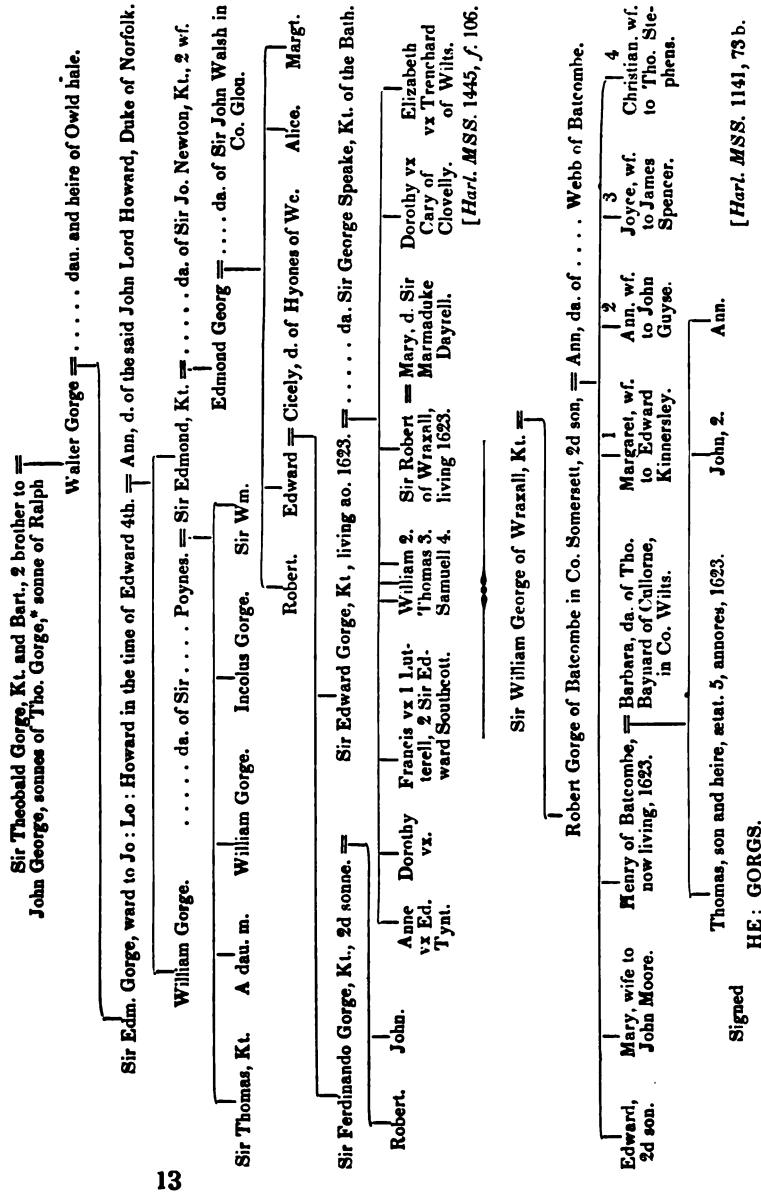 Sir Theobald Gorge, Kt. and Bart., 2 brother to =
John George, sonnes of Tho. Gorge,* sonne of Ralph
Walter Gorge = . . . . . dau. and heire of Owld hale.
Sir Edm. Gorge, ward to Jo : Lo : Howard in the time of Edward 4th. = Ann, d. of the said John Lord Howard, Duke of Norfolk.
William Gorge. . . . . . . da. of Sir . . . . Poynes. = Sir Edmond, Kt. = . . . . . da. of Sir Jo. Newton, Kt., 2 wf.
Sir Thomas, Kt. A dau. m. William Gorge. Incolus Gorge. Sir Wm.
Edmond Georg = . . . . da. of Sir John Walsh in
Co. Glou.
Robert. Edward = Cicely, d. of Hyones of Wc. Alice. Margt.
Sir Ferdinando Gorge, Kt., 2d sonne. = Sir Edward Gorge, Kt, living ao. 1623. = . . . . . . da. Sir George Speake, Kt. of the Bath.
Robert. John.
Anne
vx Ed.
Tynt.
Dorothy
vx.
Francis vx 1 Lut-
terell, 2 Sir Ed-
ward Southcott.
William 2.
Thomas 3.
Samuell 4.
Sir Robert = Mary, d. Sir
of Wraxall, Marmaduke
living 1623. Dayrell.
Dorothy vx
Cary of
Clovelly.
Elizabeth
vx Trenchard
of Wilts.
[Harl. MSS. 1445, f. 106.
Sir William George of Wraxall, Kt. =
Robert Gorge of Batcombe in Co. Somersett, 2d son, = Ann, da. of . . . . Webb of Batcombe.
Edward,
2d son.
Mary, wife to
John Moore.
Henry of Batcombe, = Barbara, da. of Tho.
now living, 1623. Baynard of Cullorne,
in Co. Wilts.
1
Margaret, wf.
to Edward
Kinnersley.
2
Ann. wf.
to John
Guyse.
3
Joyce, wf.
to James
Spencer.
4
Christian. wf.
to Tho. Ste-
phens.
Thomas, son and heire, ætat. 5, annores, 1623. John, 2. Ann.
Signed
HE: GORGS.
[Harl. MSS. 1141, 73 b.
13